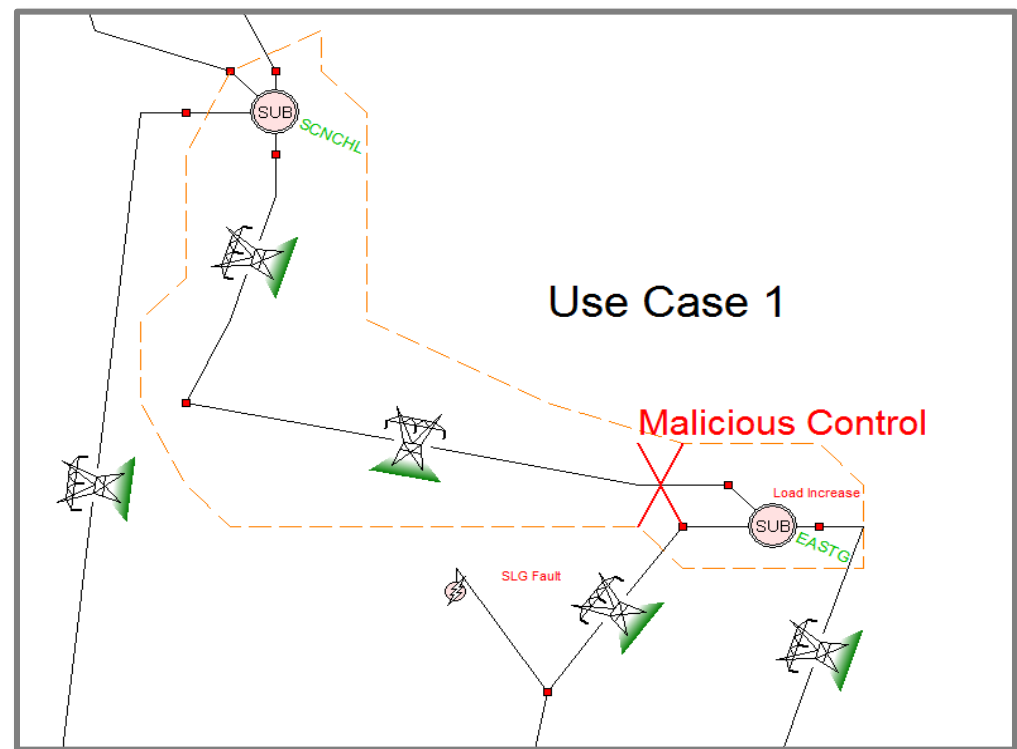 SUB
SCNCHL
Use Case 1
Malicious Control
Load Increase
SUB
EASTG
SLG Fault